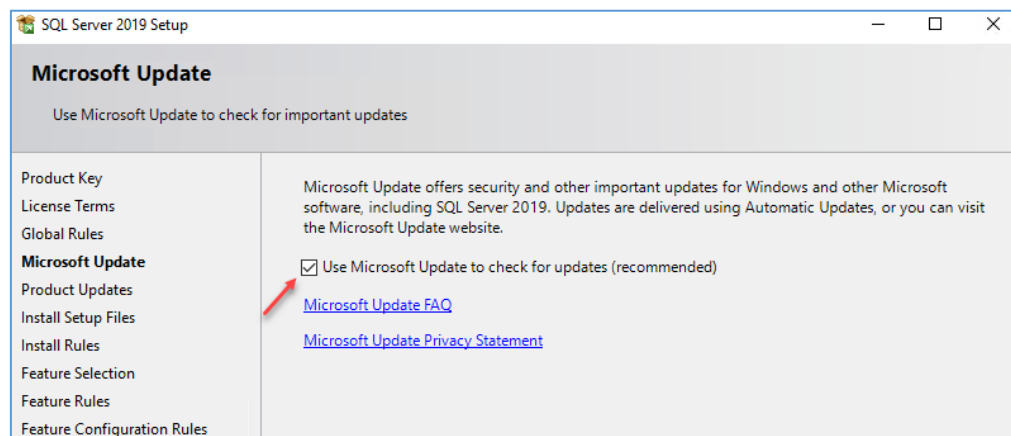 SQL Server 2019 Setup
Microsoft Update
Use Microsoft Update to check for important updates
Product Key
License Terms
Global Rules
Microsoft Update
Product Updates
Install Setup Files
Install Rules
Feature Selection
Feature Rules
Feature Configuration Rules
Microsoft Update offers security and other important updates for Windows and other Microsoft
software, including SQL Server 2019. Updates are delivered using Automatic Updates, or you can visit
the Microsoft Update website.
Use Microsoft Update to check for updates (recommended)
Microsoft Update FAQ
Microsoft Update Privacy Statement